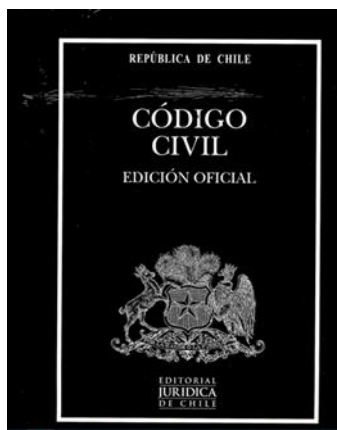 REPÚBLICA DE CHILE
CÓDIGO
CIVIL
EDICIÓN OFICIAL
EDITORIAL
JURIDICA
DE CHILE